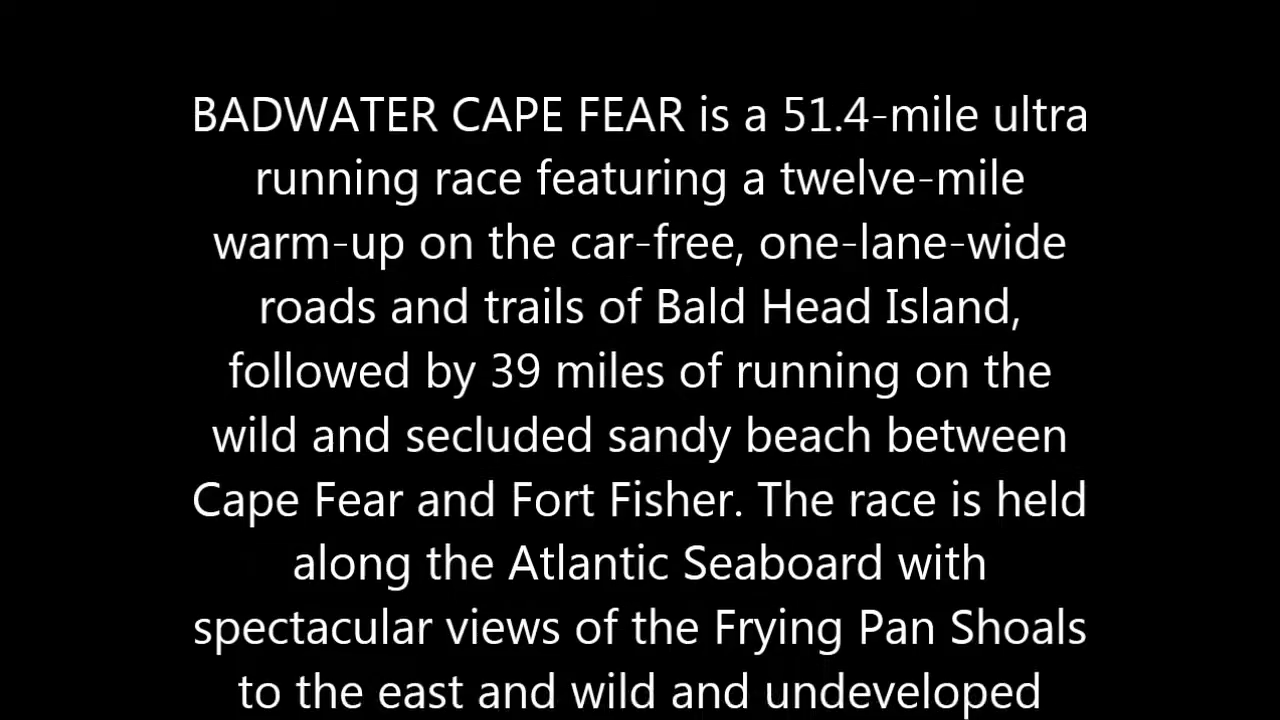 BADWATER CAPE FEAR is a 51.4-mile ultra
running race featuring a twelve-mile
warm-up on the car-free, one-lane-wide
roads and trails of Bald Head Island,
followed by 39 miles of running on the
wild and secluded sandy beach between
Cape Fear and Fort Fisher. The race is held
along the Atlantic Seaboard with
spectacular views of the Frying Pan Shoals
to the east and wild and undeveloped